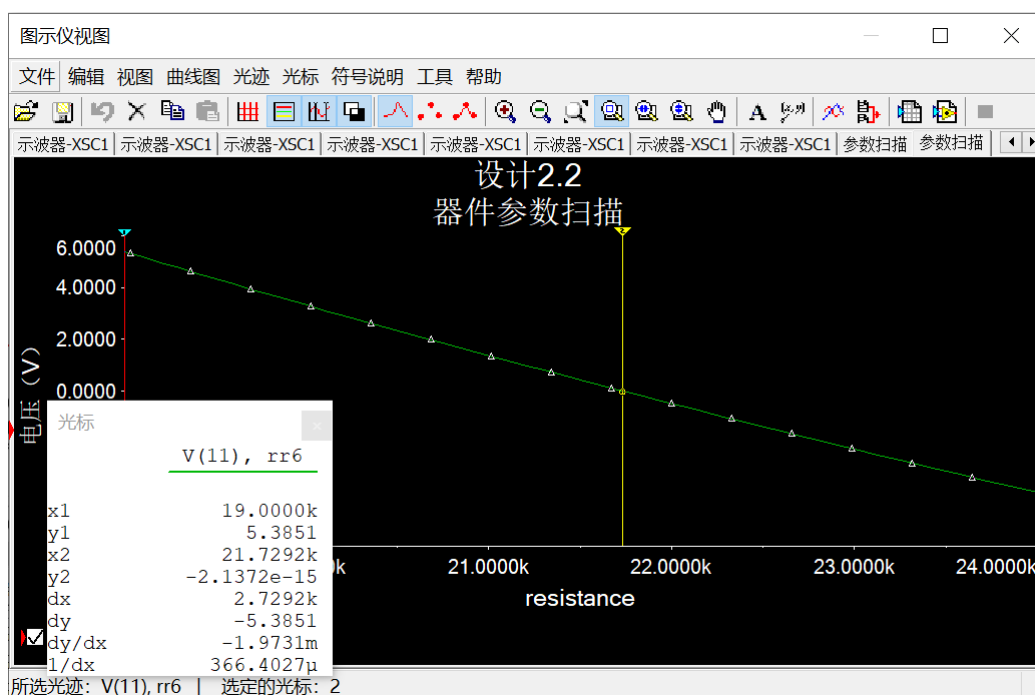 图示仪视图
文件 编辑 视图 曲线图 光迹 光标 符号说明 工具 帮助
示波器-XSC1 示波器-XSC1 示波器-XSC1 示波器-XSC1 示波器-XSC1 示波器-XSC1 示波器-XSC1 示波器-XSC1 参数扫描 参数扫描
设计2.2
器件参数扫描
6.0000
4.0000
2.0000
0.0000
电压 (V)
光标
V(11), rr6
x1 19.0000k
y1 5.3851
x2 21.7292k
y2 -2.1372e-15
dx 2.7292k
dy -5.3851
dy/dx -1.9731m
1/dx 366.4027µ
21.0000k 22.0000k 23.0000k 24.0000k
resistance
所选光迹: V(11), rr6 | 选定的光标: 2